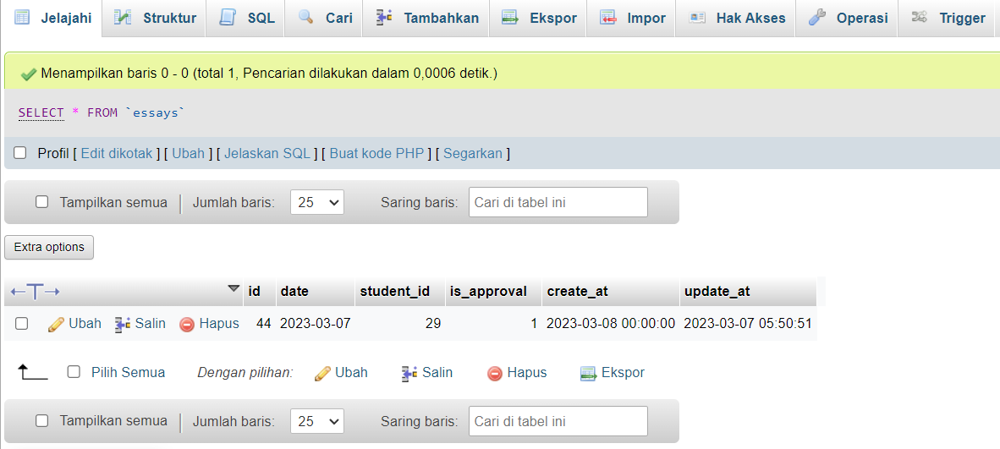 Jelajahi Struktur SQL Cari Tambahkan Ekspor Impor Hak Akses Operasi Trigger
Menampilkan baris 0 - 0 (total 1, Pencarian dilakukan dalam 0,0006 detik.)
SELECT * FROM `essays`
Profil [ Edit dikotak ] [ Ubah ] [ Jelaskan SQL ] [ Buat kode PHP ] [ Segarkan ]
Tampilkan semua Jumlah baris: 25 Saring baris: Cari di tabel ini
Extra options
id date student_id is_approval create_at update_at
Ubah Salin Hapus 44 2023-03-07 29 1 2023-03-08 00:00:00 2023-03-07 05:50:51
Pilih Semua Dengan pilihan: Ubah Salin Hapus Ekspor
Tampilkan semua Jumlah baris: 25 Saring baris: Cari di tabel ini